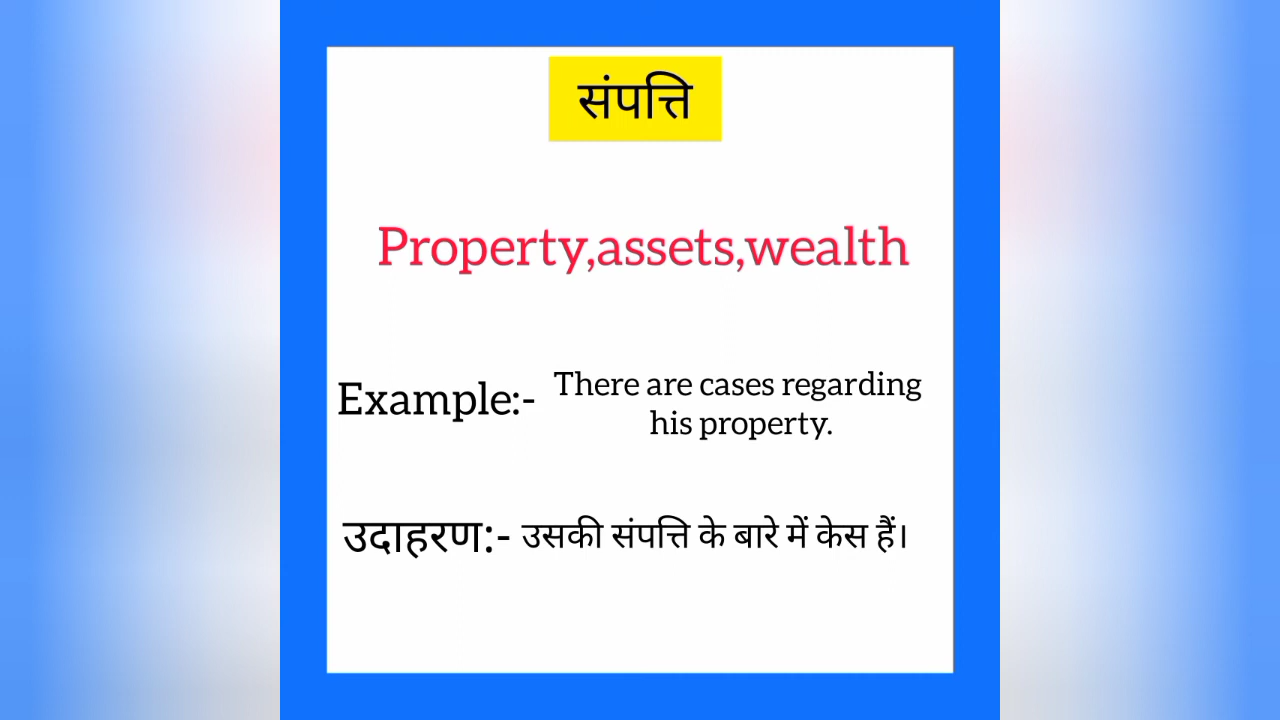 संपत्ति
Property,assets,wealth
Example:- There are cases regarding
his property.
उदाहरण:- उसकी संपत्ति के बारे में केस हैं।